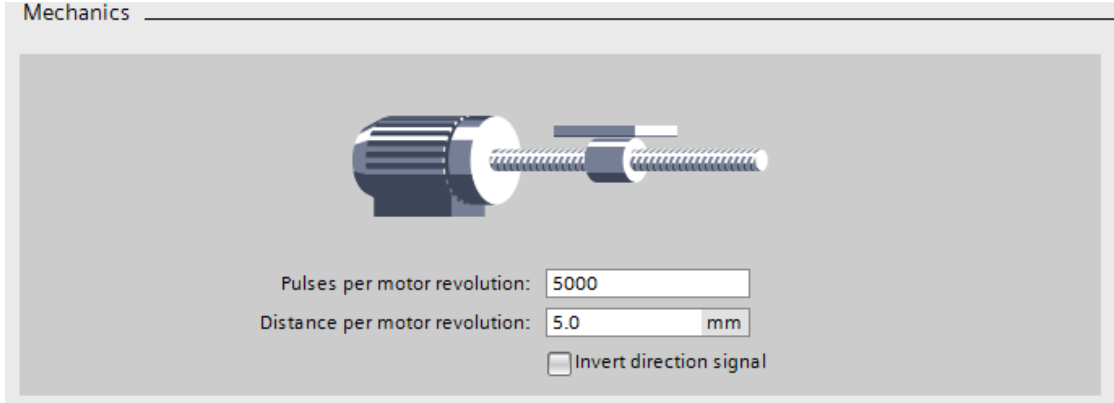 Mechanics
Pulses per motor revolution: 5000
Distance per motor revolution: 5.0 mm
Invert direction signal